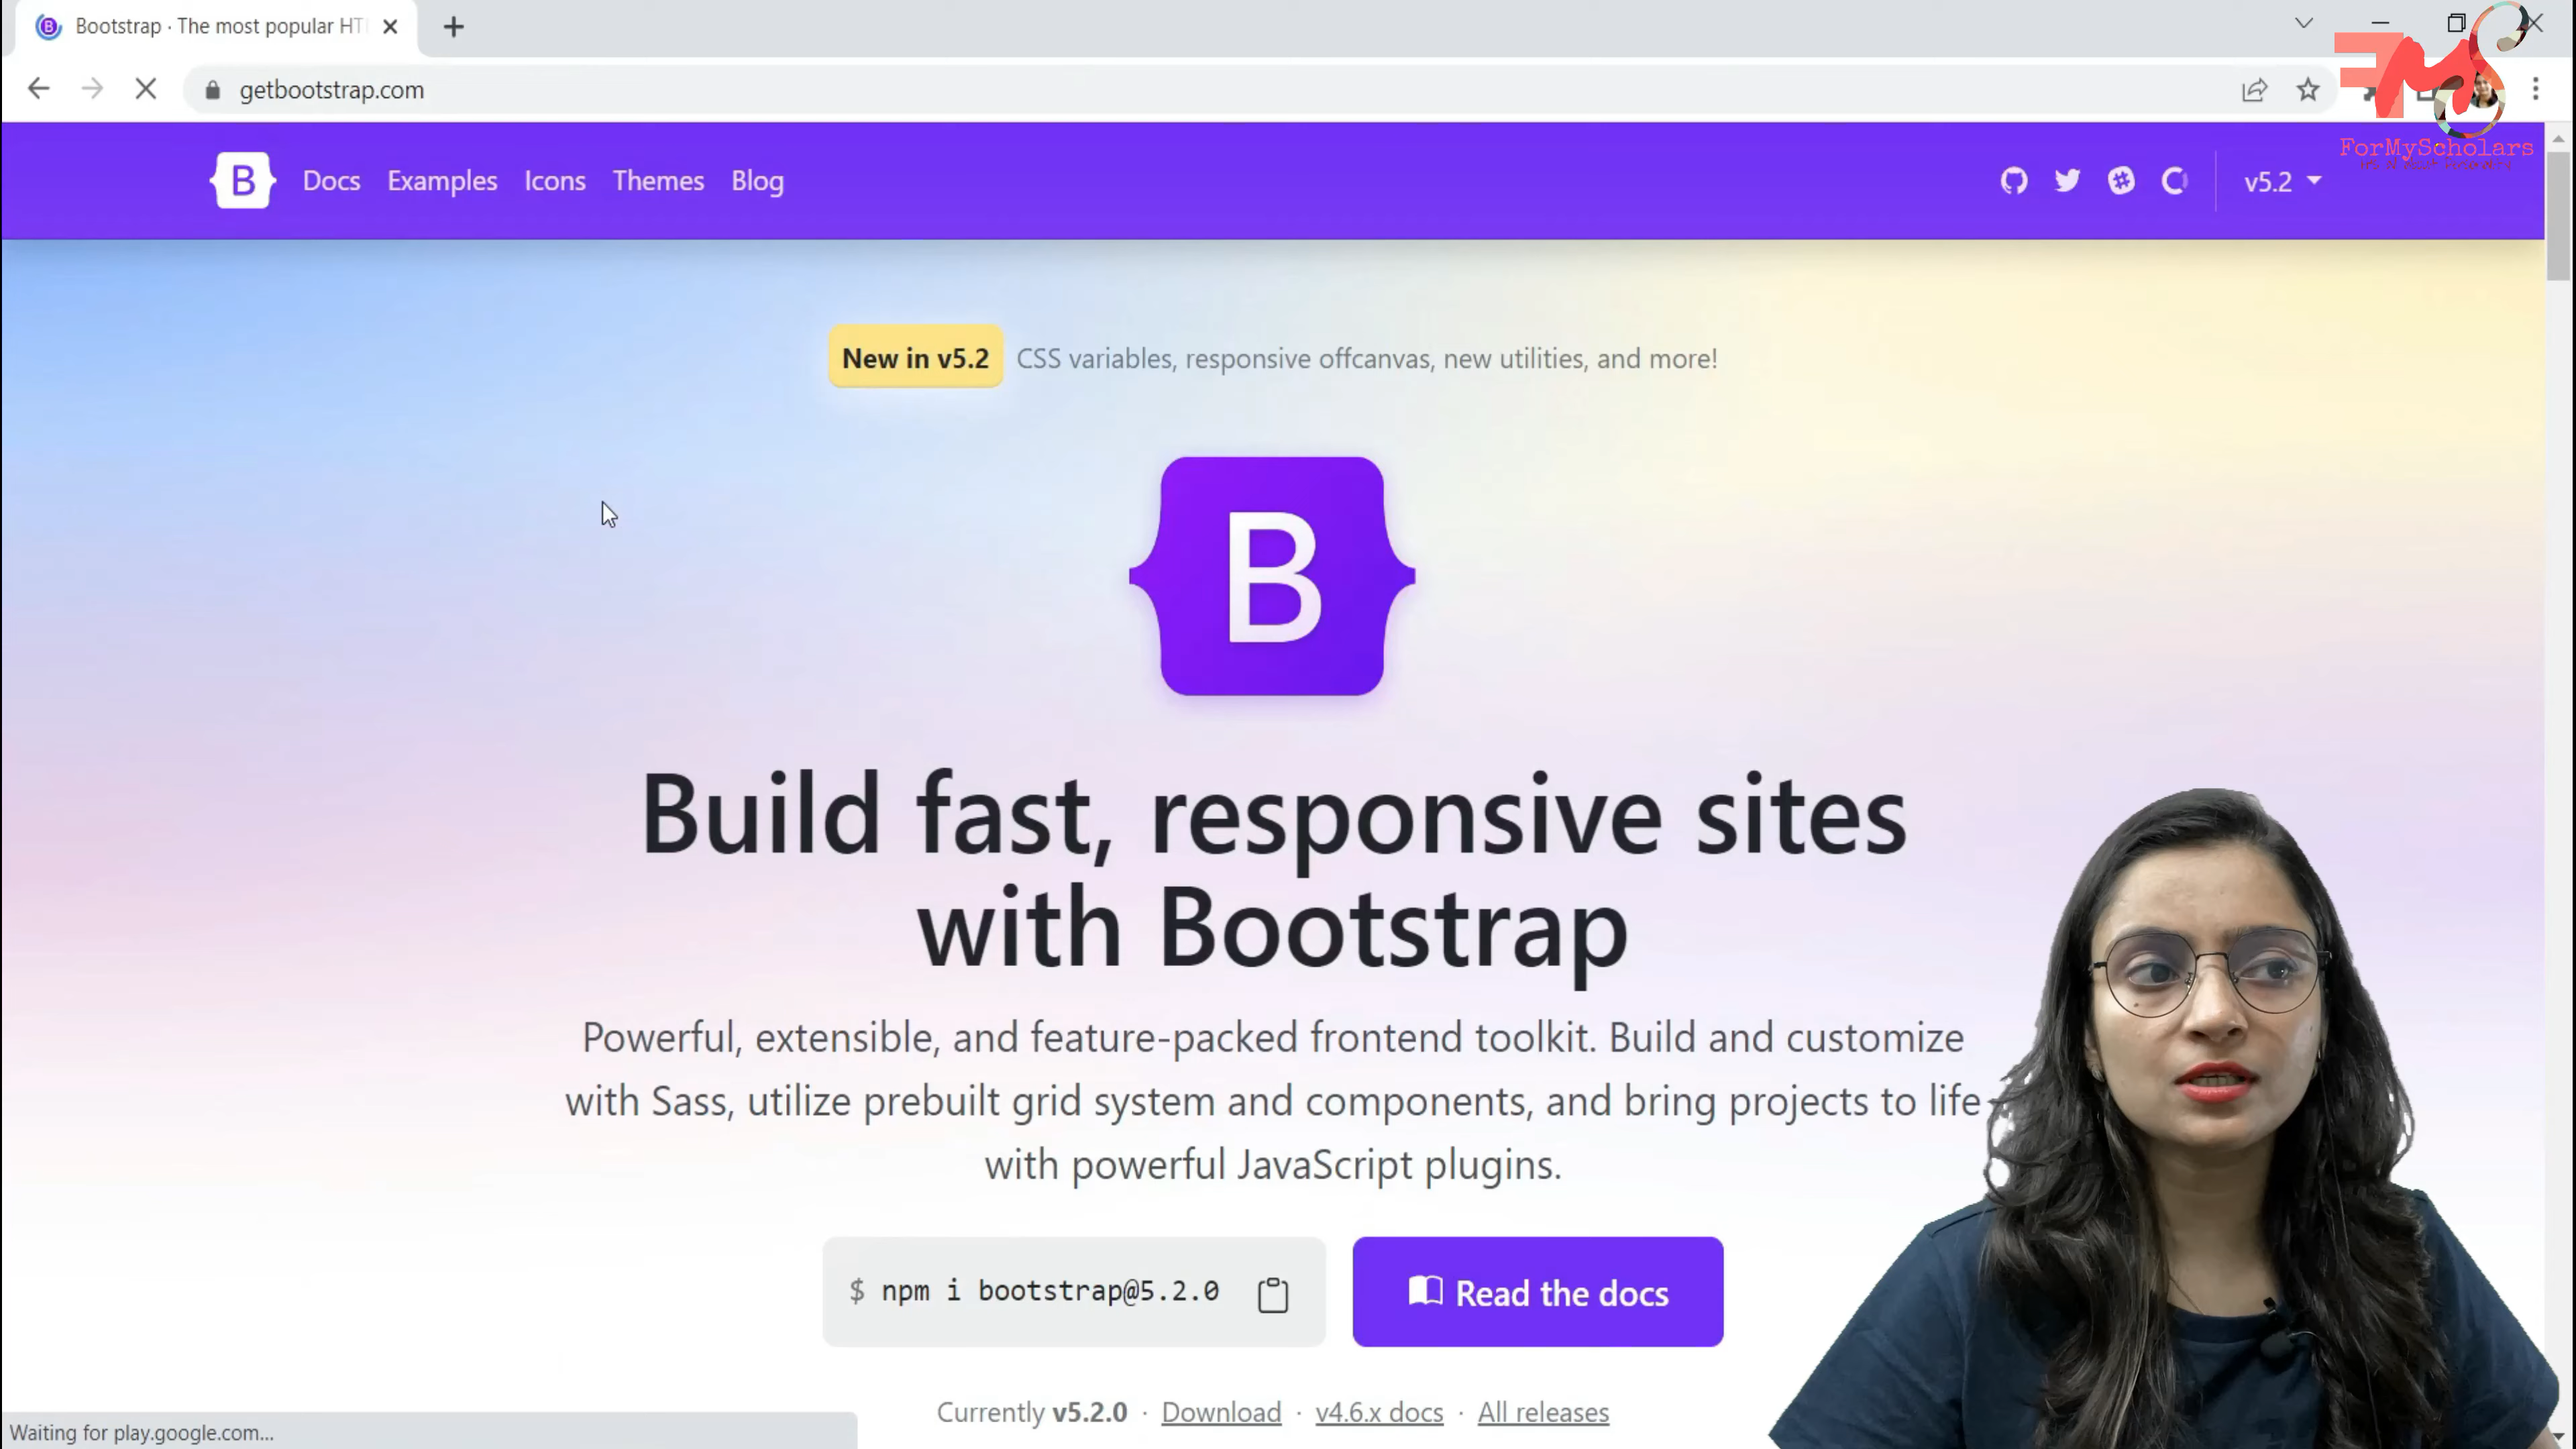 Bootstrap · The most popular HT
getbootstrap.com
B Docs Examples Icons Themes Blog v5.2
ForMyScholars
New in v5.2 CSS variables, responsive offcanvas, new utilities, and more!
B
Build fast, responsive sites
with Bootstrap
Powerful, extensible, and feature-packed frontend toolkit. Build and customize
with Sass, utilize prebuilt grid system and components, and bring projects to life
with powerful JavaScript plugins.
$ npm i bootstrap@5.2.0 Read the docs
Currently v5.2.0 · Download · v4.6.x docs · All releases
Waiting for play.google.com...